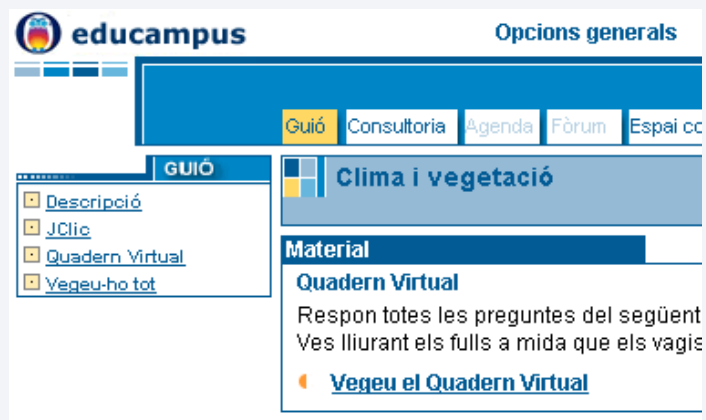 educampus
Opcions generals
Guió Consultoria Agenda Fòrum Espai co
GUIÓ
Descripció
JClic
Quadern Virtual
Vegeu-ho tot
Clima i vegetació
Material
Quadern Virtual
Respon totes les preguntes del següent
Ves lliurant els fulls a mida que els vagis
Vegeu el Quadern Virtual